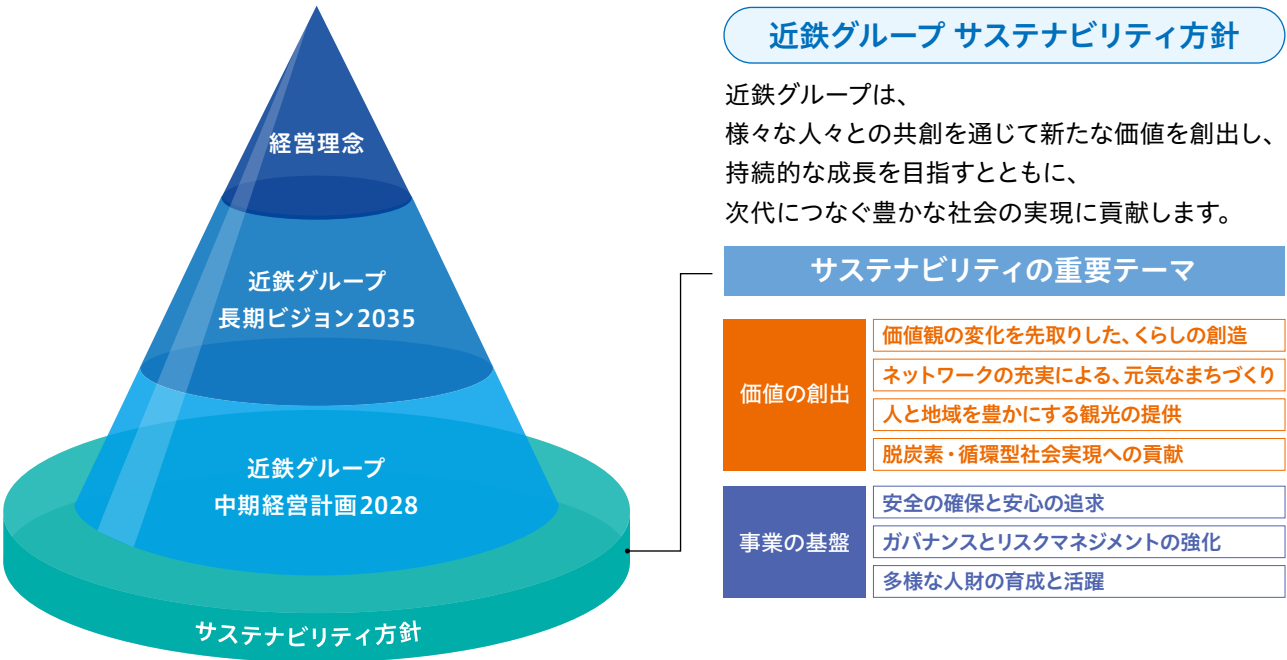 経営理念
近鉄グループ
長期ビジョン2035
近鉄グループ
中期経営計画2028
サステナビリティ方針
近鉄グループ サステナビリティ方針
近鉄グループは、
様々な人々との共創を通じて新たな価値を創出し、
持続的な成長を目指すとともに、
次代につなぐ豊かな社会の実現に貢献します。
サステナビリティの重要テーマ
価値の創出
価値観の変化を先取りした、くらしの創造
ネットワークの充実による、元気なまちづくり
人と地域を豊かにする観光の提供
脱炭素・循環型社会実現への貢献
事業の基盤
安全の確保と安心の追求
ガバナンスとリスクマネジメントの強化
多様な人財の育成と活躍